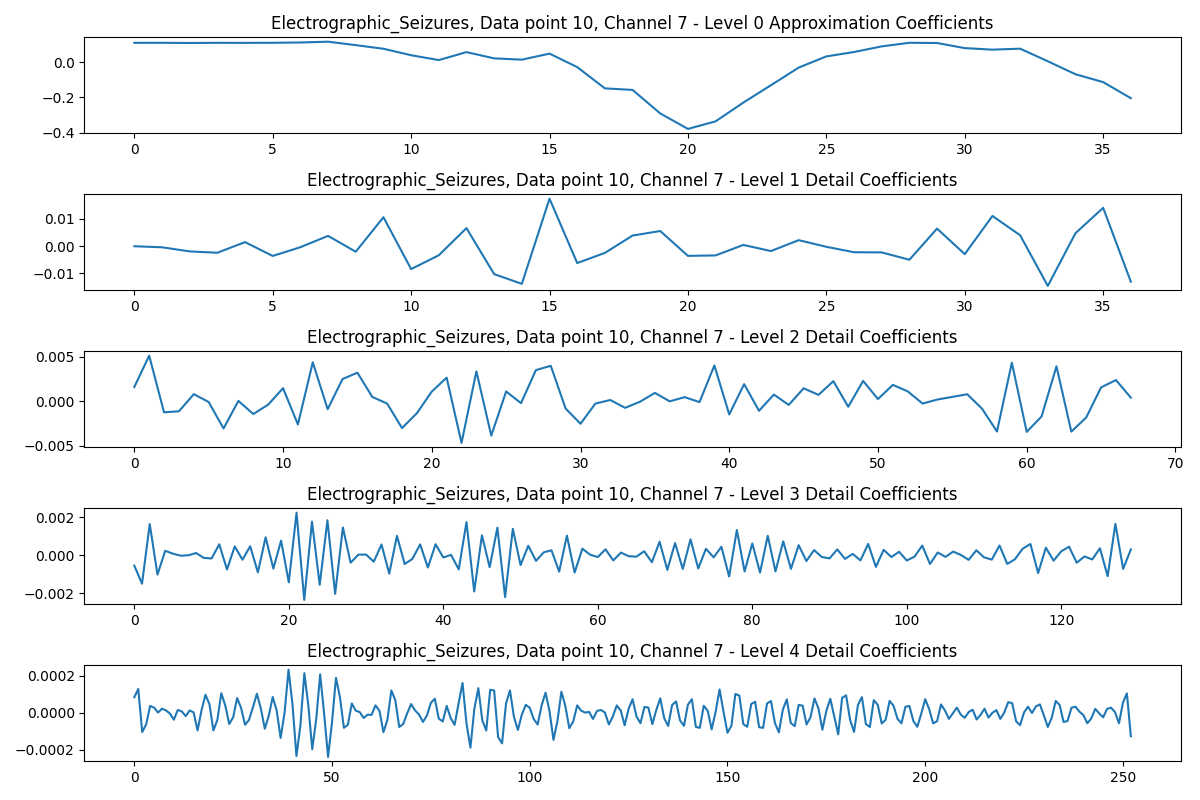 Electrographic_Seizures, Data point 10, Channel 7 - Level 0 Approximation Coefficients
0.0
−0.2
−0.4
0 5 10 15 20 25 30 35
Electrographic_Seizures, Data point 10, Channel 7 - Level 1 Detail Coefficients
0.01
0.00
−0.01
0 5 10 15 20 25 30 35
Electrographic_Seizures, Data point 10, Channel 7 - Level 2 Detail Coefficients
0.005
0.000
−0.005
0 10 20 30 40 50 60 70
Electrographic_Seizures, Data point 10, Channel 7 - Level 3 Detail Coefficients
0.002
0.000
−0.002
0 20 40 60 80 100 120
Electrographic_Seizures, Data point 10, Channel 7 - Level 4 Detail Coefficients
0.0002
0.0000
−0.0002
0 50 100 150 200 250